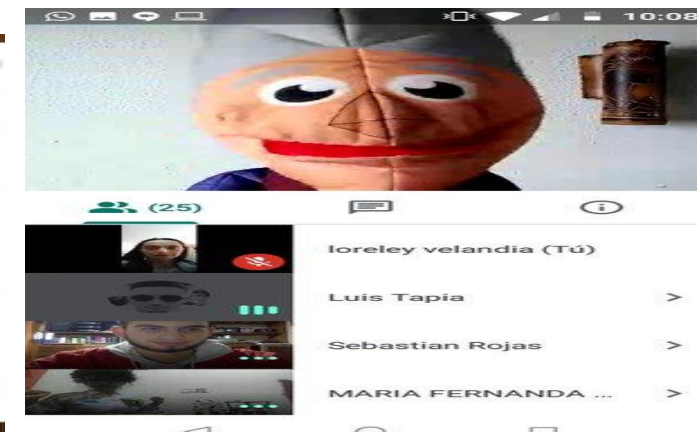 10:08
(25)
loreley velandia (Tú)
Luis Tapia
Sebastian Rojas
MARIA FERNANDA ...